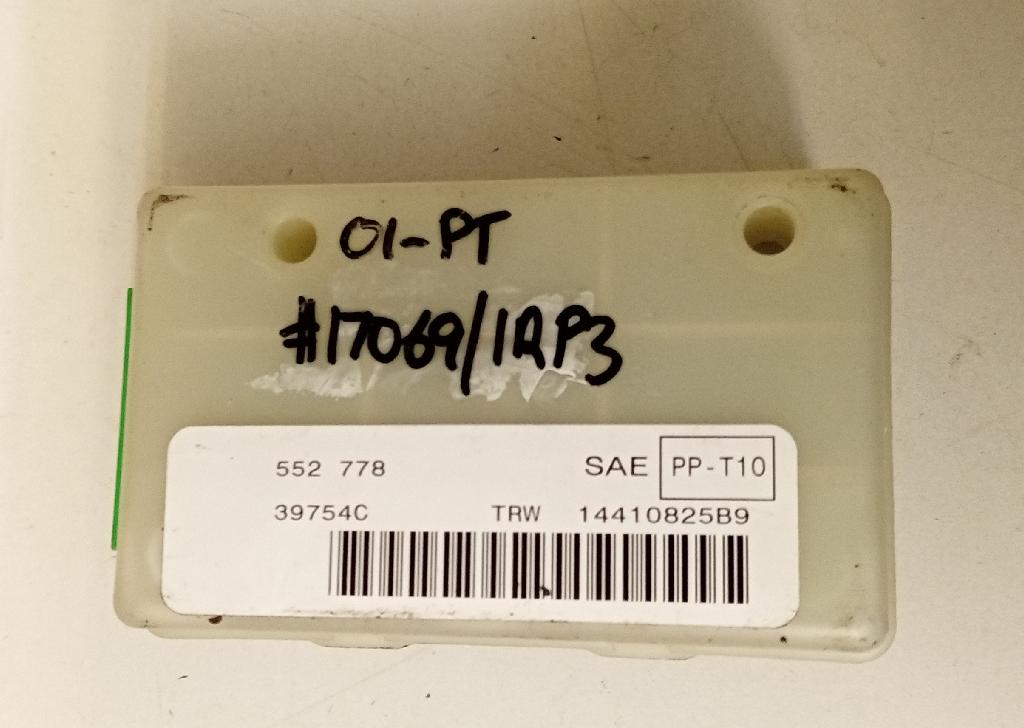 01-PT
#17069/1RP3
552 778 SAE PP-T10
39754C TRW 14410825B9